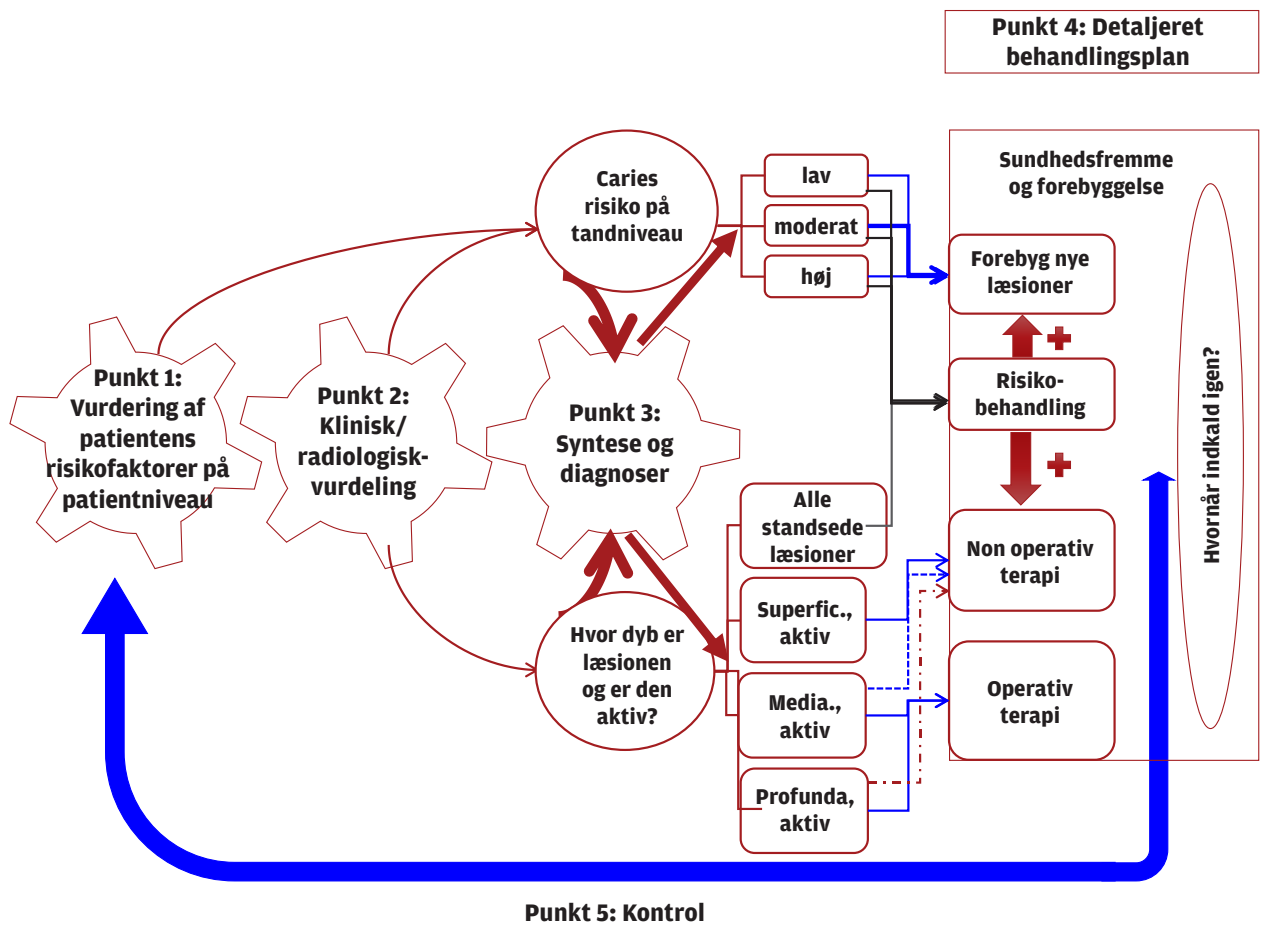 Punkt 4: Detaljeret
behandlingsplan
Sundhedsfremme
og forebyggelse
Caries
risiko på
tandniveau
lav
moderat
høj
Forebyg nye
læsioner
Risiko-
behandling
Hvornår indkald igen?
Punkt 1:
Vurdering af
patientens
risikofaktorer på
patientniveau
Punkt 2:
Klinisk/
radiologisk-
vurdeling
Punkt 3:
Syntese og
diagnoser
Alle
standsede
læsioner
Superfic.,
aktiv
Media.,
aktiv
Profunda,
aktiv
Non operativ
terapi
Operativ
terapi
Hvor dyb er
læsionen
og er den
aktiv?
Punkt 5: Kontrol